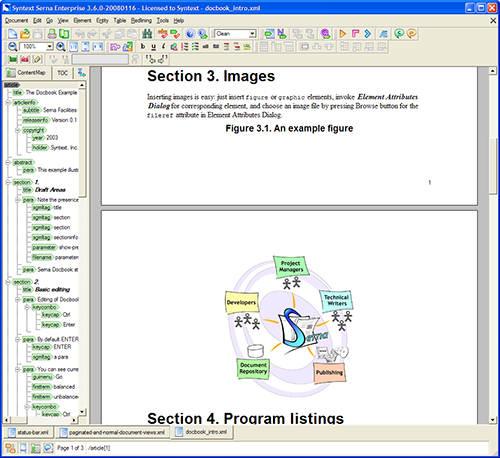 Syntext Serna Enterprise 3.6.0-20080116 - Licensed to Syntext - docbook_intro.xml
Document Go View Element Entity Table Redlining Tools Help
Clean
100%
ContentMap TOC
article
title The Docbook Example
articleinfo
subtitle Serna Facilities
releaseinfo Version 0.1
copyright
year 2003
holder Syntext, Inc.
abstract
para This example illust
section 1.
title Draft Areas
para Note the presence
sgmltag title
sgmltag section
sgmltag section
sgmltag sectioninfo
parameter show-pre
filename parameter
para Serna Docbook st
section 2.
title Basic editing
para Editing of Docbook
keycombo
keycap Ctrl
keycap Enter
para By default ENTER
keycap ENTER
sgmltag a para
para You can see curre
guimenu Go
firstterm balanced
firstterm unbalanced
keycombo
keycap Ctrl
Section 3. Images
Inserting images is easy: just insert figure or graphic elements, invoke Element Attributes
Dialog for corresponding element, and choose an image file by pressing Browse button for the
fileref attribute in Element Attributes Dialog.
Figure 3.1. An example figure
1
Project
Managers
Developers
Technical
Writers
Serna
Document
Repository
Publishing
Section 4. Program listings
status-bar.xml paginated-and-normal-document-views.xml docbook_intro.xml
Page 1 of 3 /article[1]